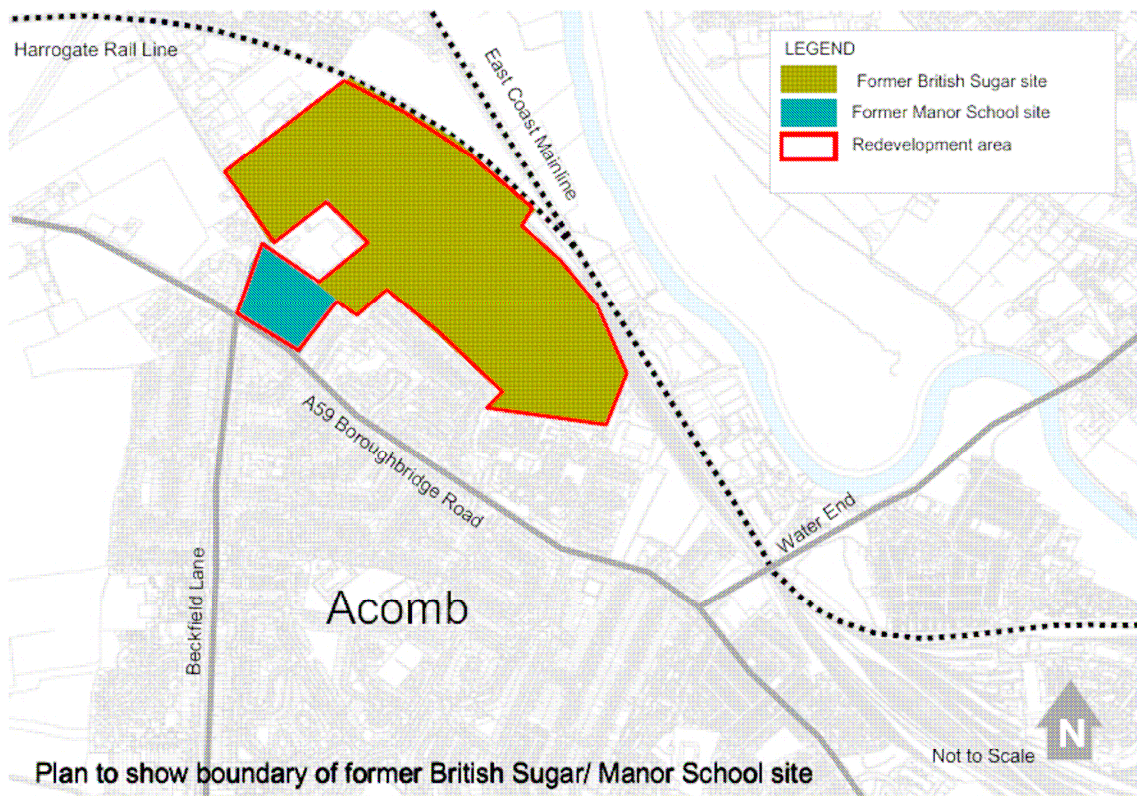 Harrogate Rail Line
East Coast Mainline
LEGEND
Former British Sugar site
Former Manor School site
Redevelopment area
A59 Boroughbridge Road
Water End
Beckfield Lane
Acomb
N
Not to Scale
Plan to show boundary of former British Sugar/ Manor School site